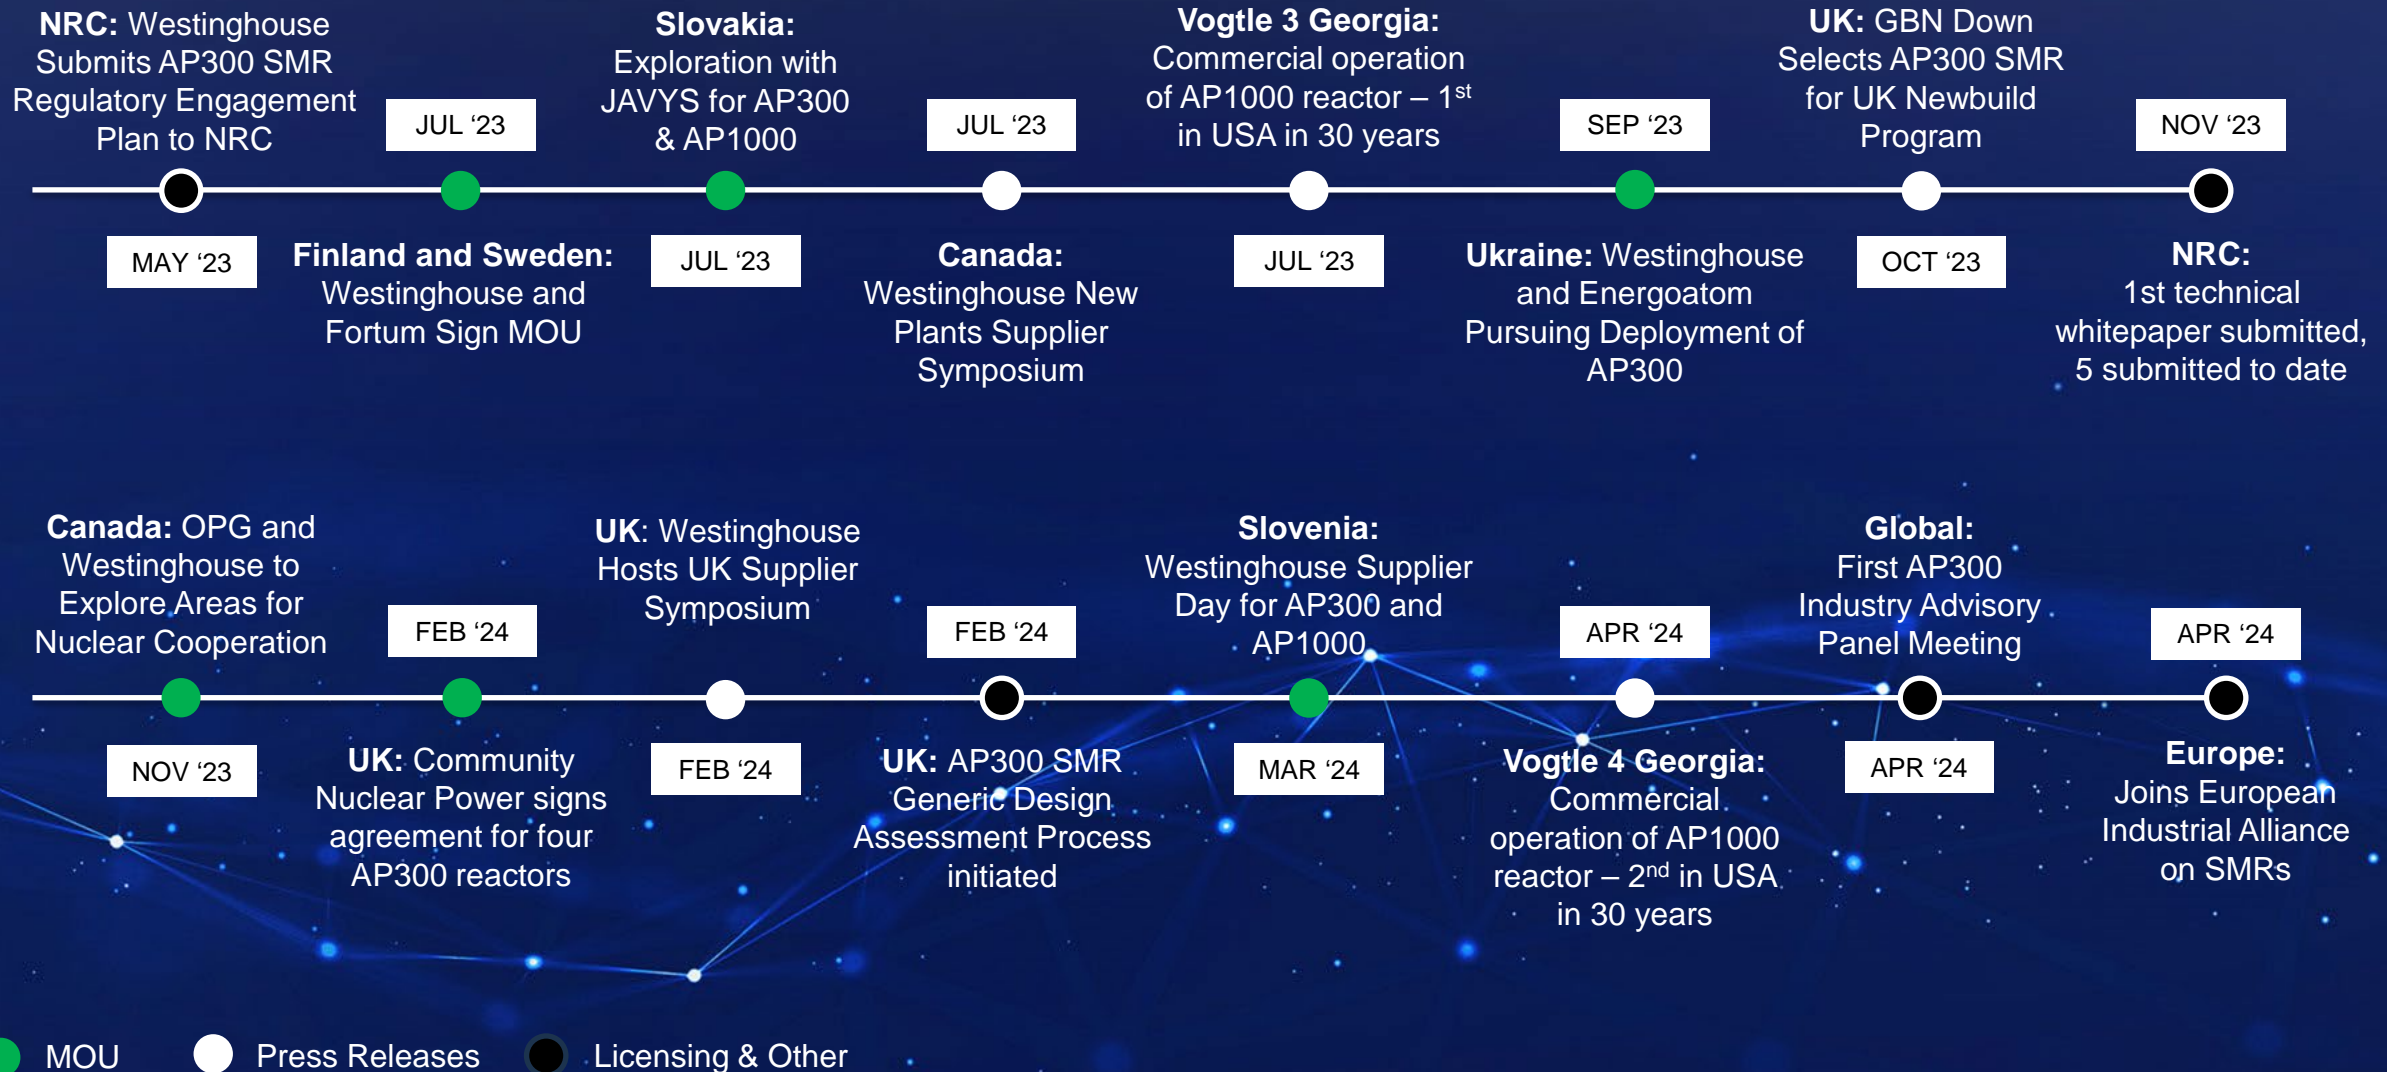 NRC: Westinghouse
Submits AP300 SMR
Regulatory Engagement
Plan to NRC
MAY ‘23
JUL ‘23
Finland and Sweden:
Westinghouse and
Fortum Sign MOU
Slovakia:
Exploration with
JAVYS for AP300
& AP1000
JUL ‘23
JUL ‘23
Canada:
Westinghouse New
Plants Supplier
Symposium
Vogtle 3 Georgia:
Commercial operation
of AP1000 reactor – 1st
in USA in 30 years
JUL ‘23
SEP ‘23
Ukraine: Westinghouse
and Energoatom
Pursuing Deployment of
AP300
UK: GBN Down
Selects AP300 SMR
for UK Newbuild
Program
OCT ‘23
NOV ‘23
NRC:
1st technical
whitepaper submitted,
5 submitted to date
Canada: OPG and
Westinghouse to
Explore Areas for
Nuclear Cooperation
NOV ‘23
FEB ‘24
UK: Community
Nuclear Power signs
agreement for four
AP300 reactors
UK: Westinghouse
Hosts UK Supplier
Symposium
FEB ‘24
FEB ‘24
UK: AP300 SMR
Generic Design
Assessment Process
initiated
Slovenia:
Westinghouse Supplier
Day for AP300 and
AP1000
MAR ‘24
APR ‘24
Vogtle 4 Georgia:
Commercial
operation of AP1000
reactor – 2nd in USA
in 30 years
Global:
First AP300
Industry Advisory
Panel Meeting
APR ‘24
APR ‘24
Europe:
Joins European
Industrial Alliance
on SMRs
MOU
Press Releases
Licensing & Other